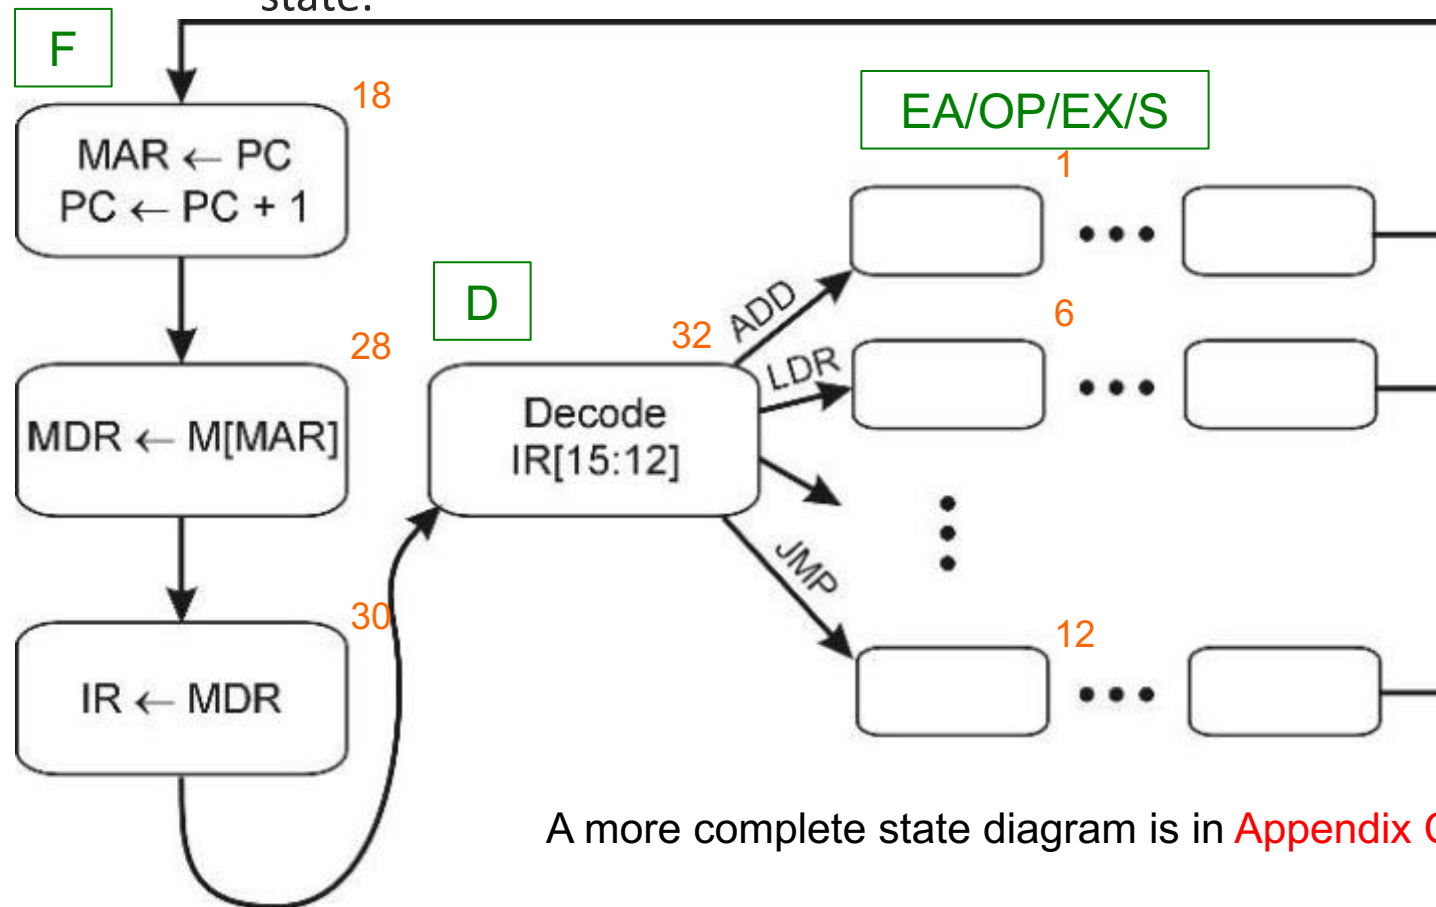 state.
F
18
MAR ← PC
PC ← PC + 1
28
MDR ← M[MAR]
30
IR ← MDR
D
32
Decode
IR[15:12]
ADD
LDR
JMP
EA/OP/EX/S
1
6
12
A more complete state diagram is in Appendix C